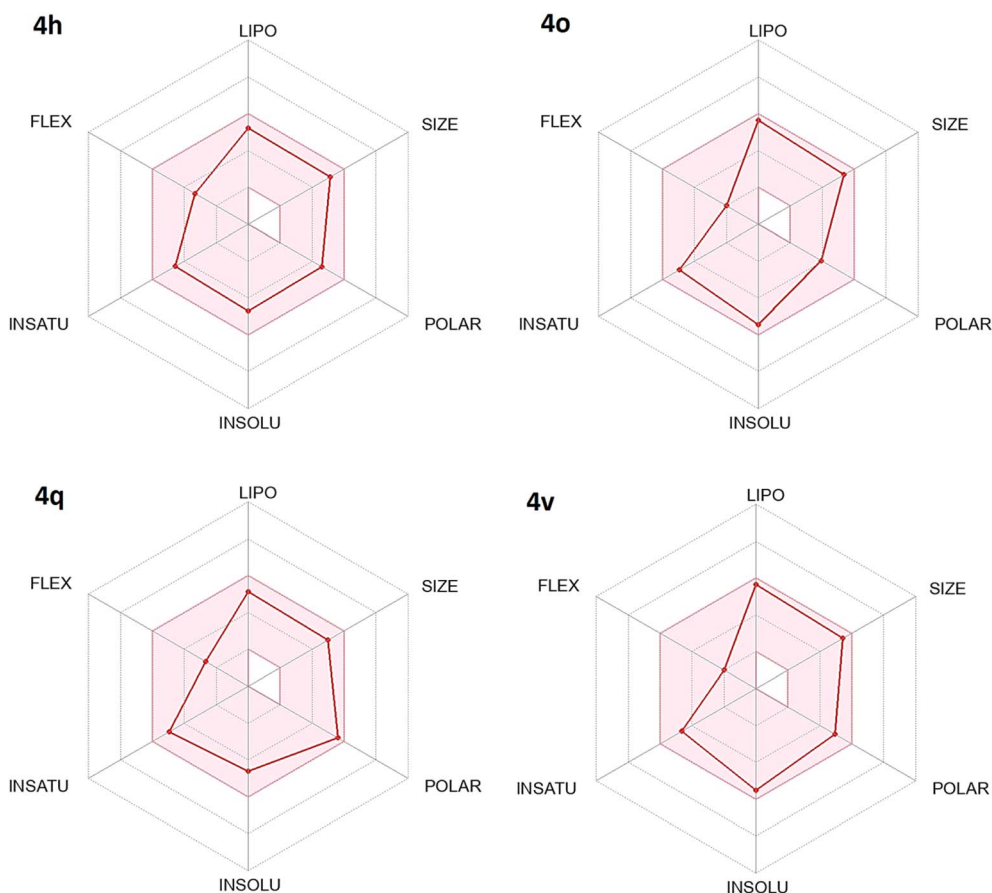 4h
LIPO
FLEX
SIZE
INSATU
POLAR
INSOLU
4o
LIPO
FLEX
SIZE
INSATU
POLAR
INSOLU
4q
LIPO
FLEX
SIZE
INSATU
POLAR
INSOLU
4v
LIPO
FLEX
SIZE
INSATU
POLAR
INSOLU